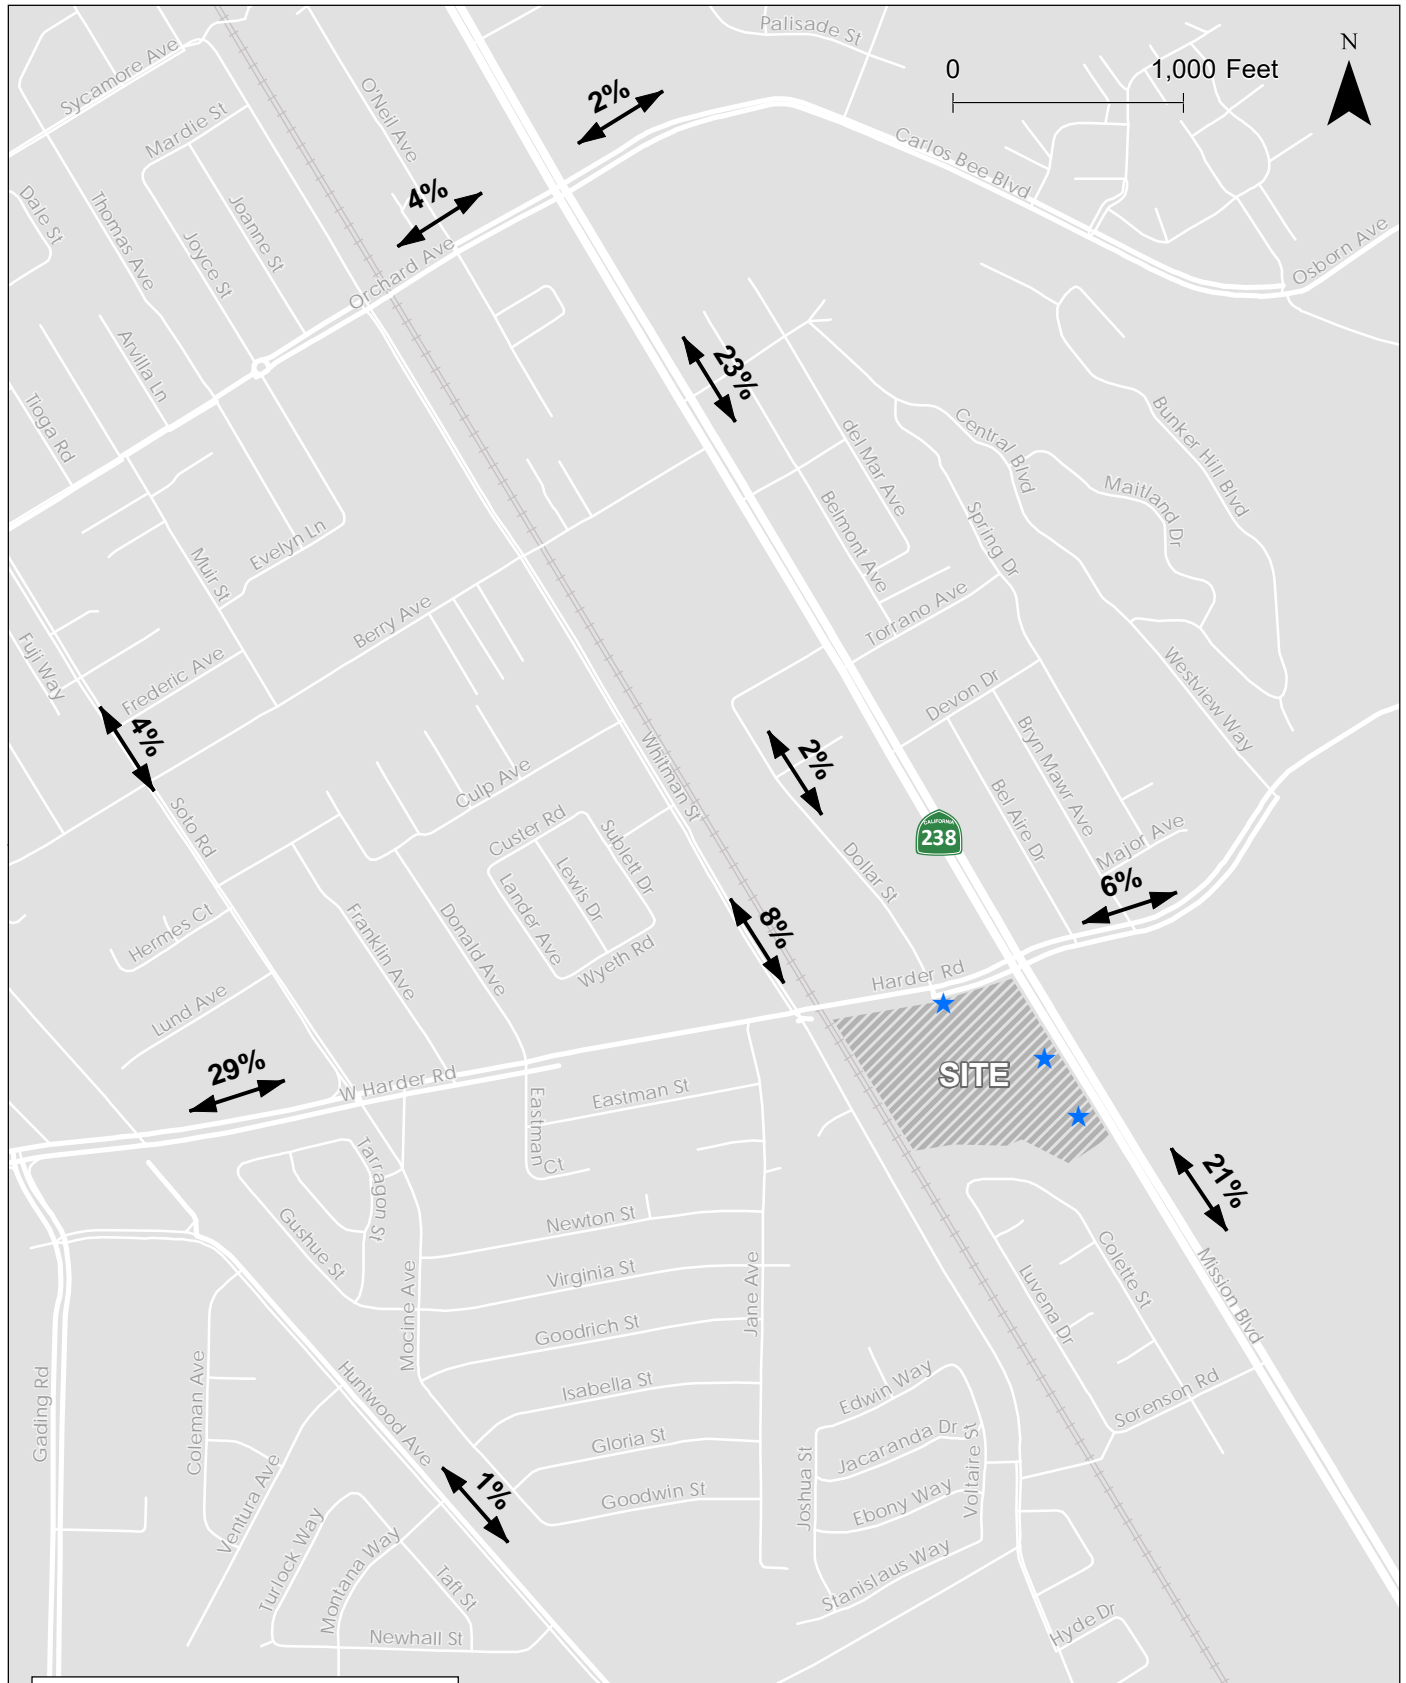 Palisade St
N
0
1,000 Feet
Sycamore Ave
O'Neil Ave
2%
Mardie St
Carlos Bee Blvd
4%
Dale St
Thomas Ave
Joanne St
Joyce St
Orchard Ave
Osborn Ave
23%
Arvilla Ln
Tioga Rd
del Mar Ave
Central Blvd
Bunker Hill Blvd
Maitland Dr
Belmont Ave
Spring Dr
Evelyn Ln
Muir St
Berry Ave
Torrano Ave
Fuji Way
Frederic Ave
Westview Way
Devon Dr
4%
Whitman St
2%
Bryn Mawr Ave
Culp Ave
Bel Aire Dr
Soto Rd
Custer Rd
Sublett Dr
CALIFORNIA
238
Major Ave
Dollar St
Lewis Dr
Lander Ave
6%
Hermes Ct
Franklin Ave
Donald Ave
8%
Wyeth Rd
Harder Rd
Lund Ave
29%
W Harder Rd
SITE
Eastman St
Eastman Ct
Tarragon St
21%
Gushue St
Newton St
Mocine Ave
Virginia St
Jane Ave
Colette St
Luvena Dr
Mission Blvd
Goodrich St
Gading Rd
Coleman Ave
Huntwood Ave
Isabella St
Edwin Way
Sorenson Rd
Gloria St
Jacaranda Dr
Joshua St
Voltaire St
Ventura Ave
1%
Goodwin St
Ebony Way
Turlock Way
Montana Way
Taft St
Stanislaus Way
Newhall St
Hyde Dr